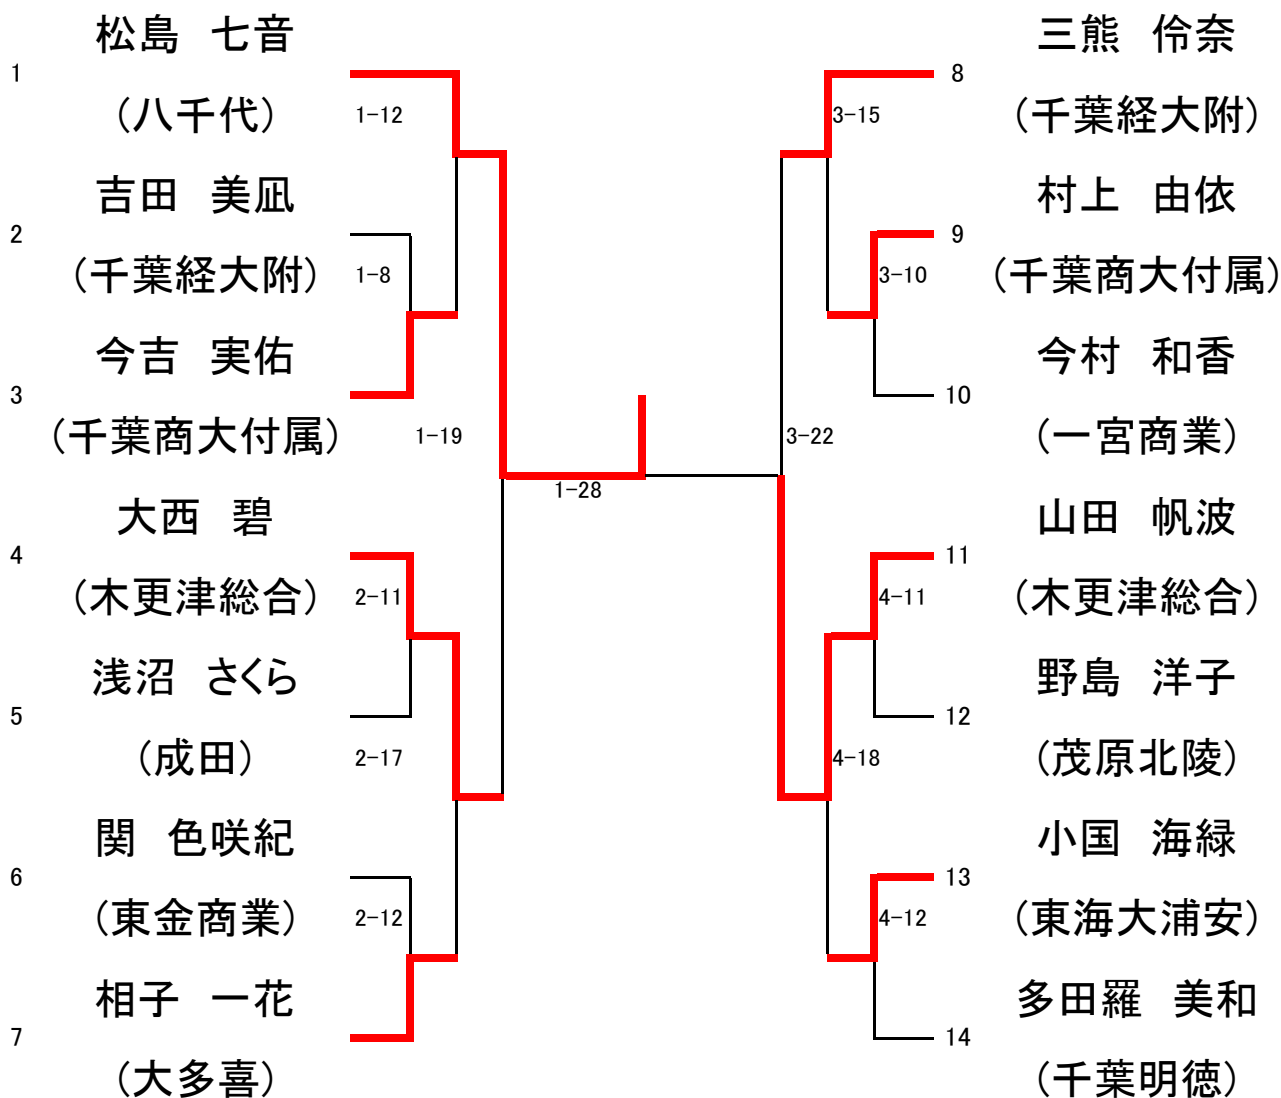 松島　七音
1
(八千代)
1-12
吉田　美凪
2
(千葉経大附)
1-8
今吉　実佑
3
(千葉商大付属)
1-19
大西　碧
4
(木更津総合)
2-11
浅沼　さくら
5
(成田)
2-17
関　色咲紀
6
(東金商業)
2-12
相子　一花
7
(大多喜)
1-28
三熊　伶奈
8
(千葉経大附)
3-15
村上　由依
9
(千葉商大付属)
3-10
今村　和香
10
(一宮商業)
3-22
山田　帆波
11
(木更津総合)
4-11
野島　洋子
12
(茂原北陵)
4-18
小国　海緑
13
(東海大浦安)
4-12
多田羅　美和
14
(千葉明徳)